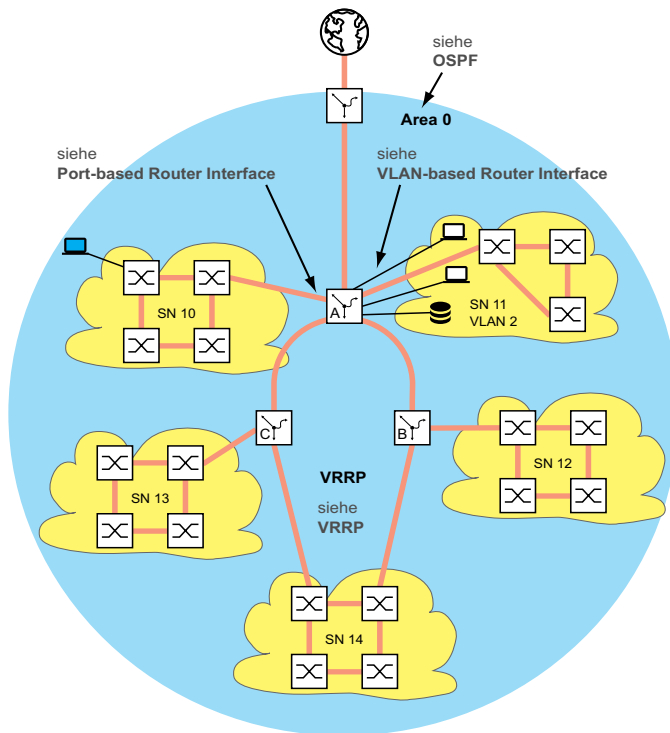 siehe
OSPF
Area 0
siehe
Port-based Router Interface
siehe
VLAN-based Router Interface
SN 10
A
SN 11
VLAN 2
C
B
SN 13
VRRP
siehe
VRRP
SN 12
SN 14